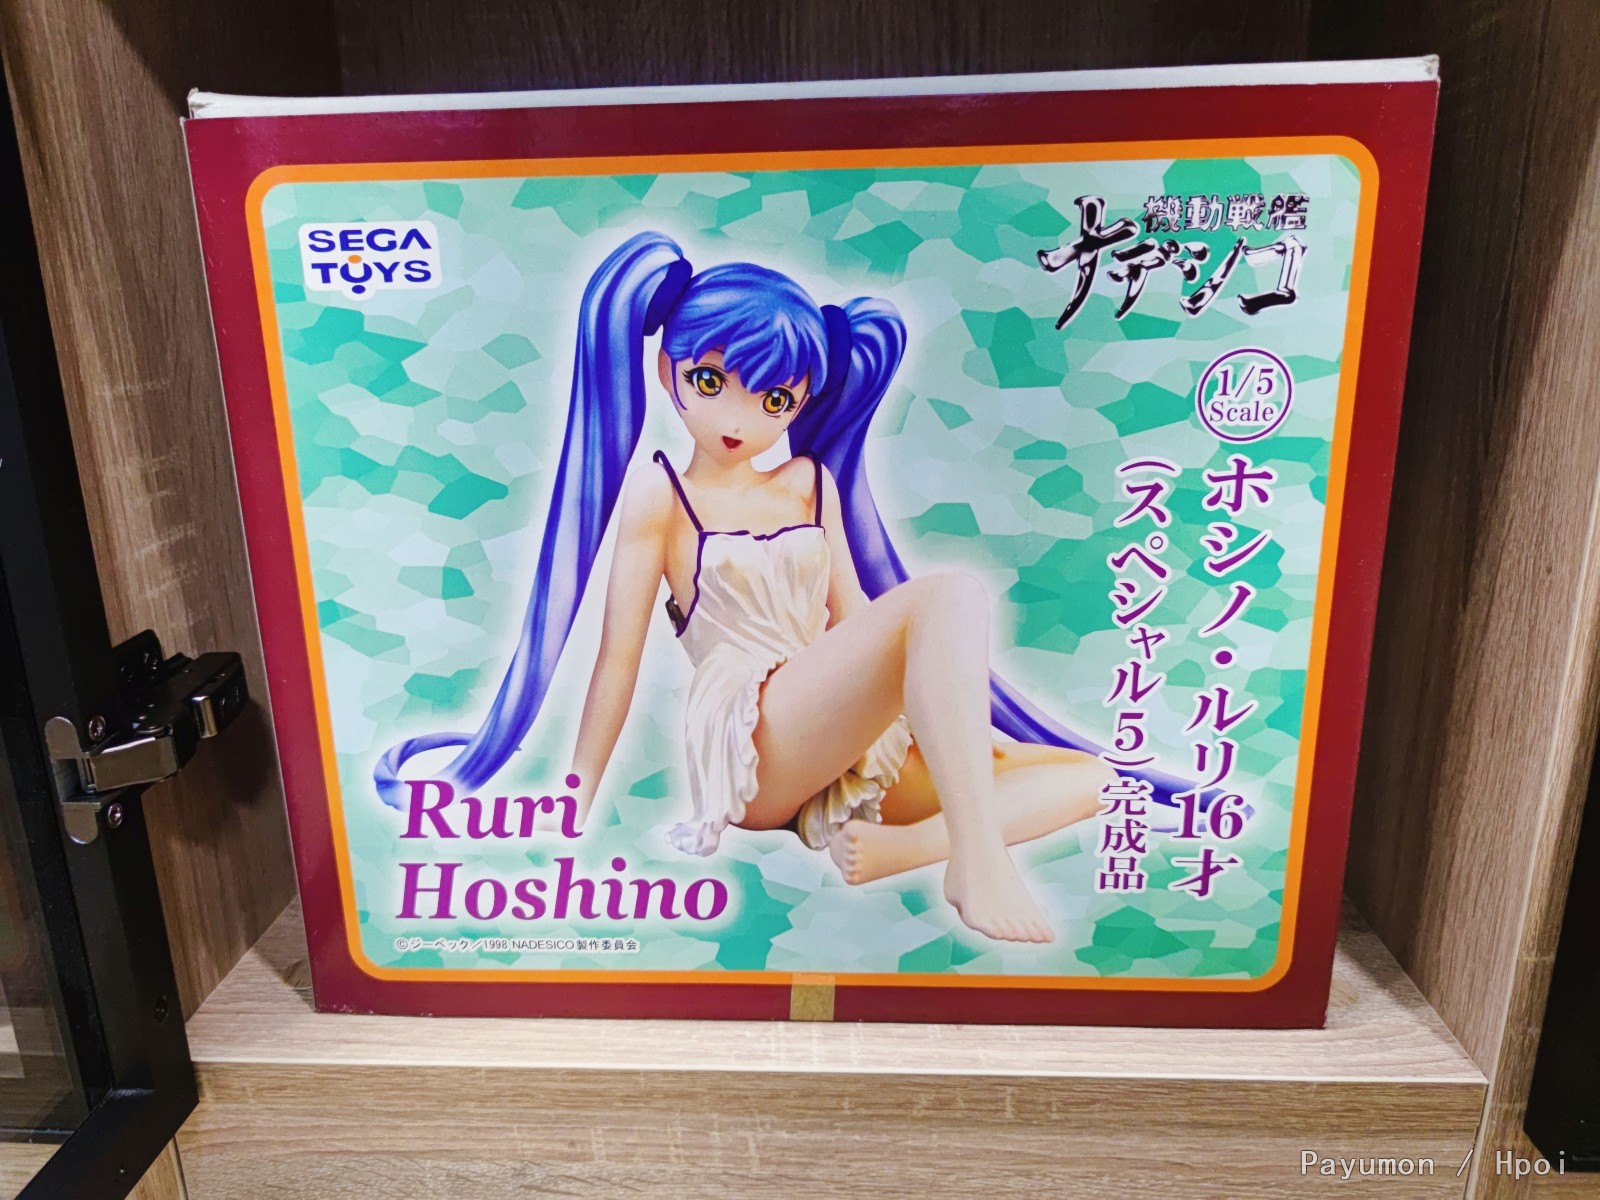 SEGA
TOYS
機動戦艦
ナデシコ
1/5
Scale
ホシノ・ルリ16才
(スペシャル5)完成品
Ruri
Hoshino
©ジーベック/1998 NADESICO製作委員会
Payumon / Hpoi